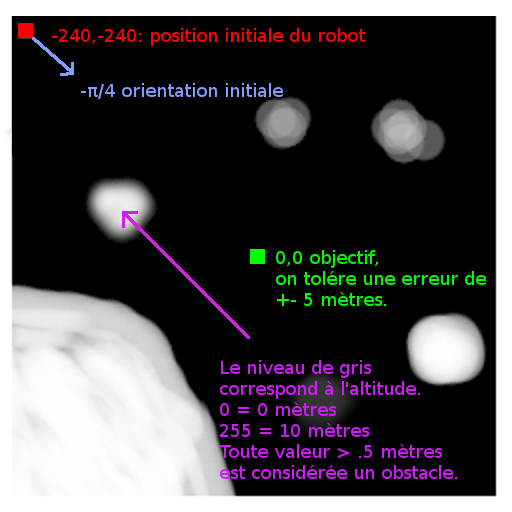 -240,-240: position initiale du robot
-π/4 orientation initiale
0,0 objectif,
on tolére une erreur de
+- 5 mètres.
Le niveau de gris
correspond à l'altitude.
0 = 0 mètres
255 = 10 mètres
Toute valeur > .5 mètres
est considérée un obstacle.